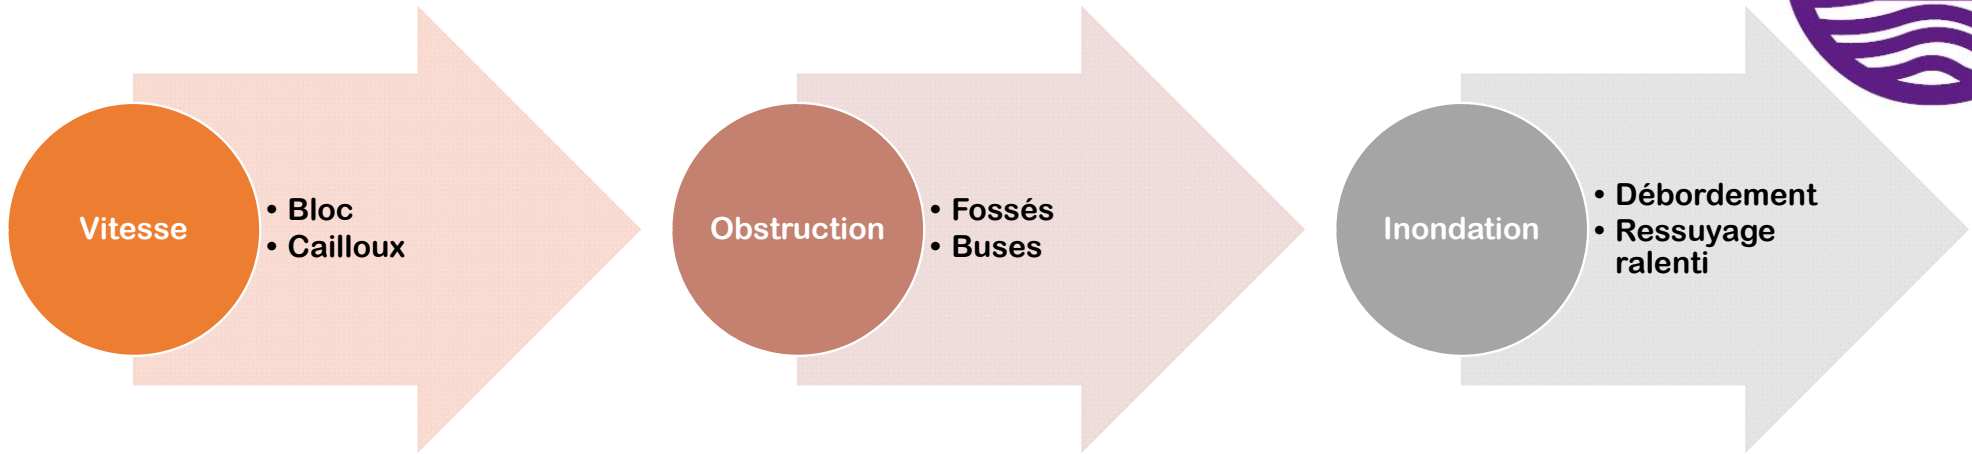 Vitesse
• Bloc
• Cailloux
Obstruction
• Fossés
• Buses
Inondation
• Débordement
• Ressuyage
ralenti